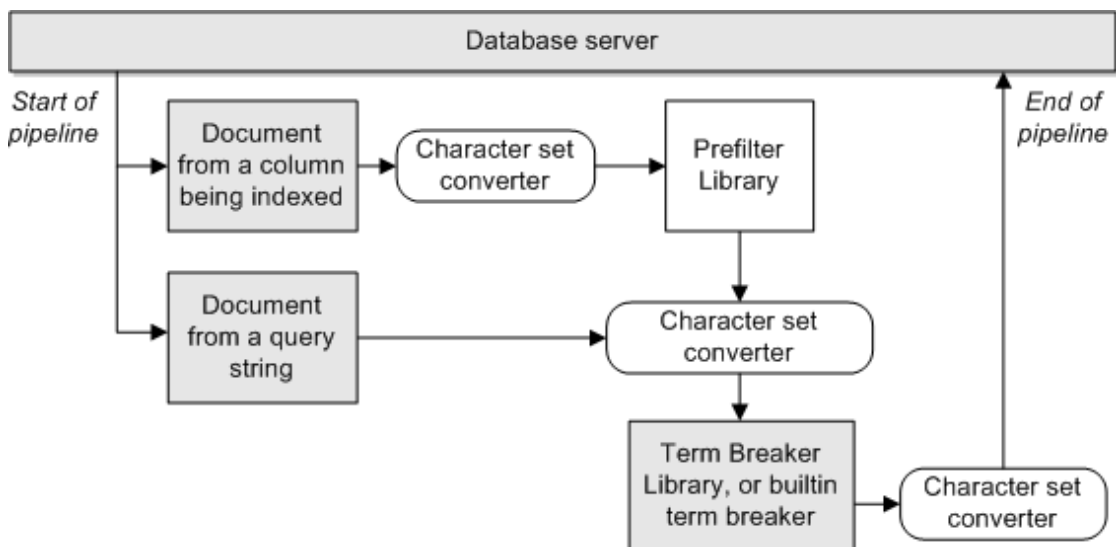 Database server
Start of
pipeline
Document
from a column
being indexed
Character set
converter
Prefilter
Library
End of
pipeline
Document
from a query
string
Character set
converter
Term Breaker
Library, or builtin
term breaker
Character set
converter